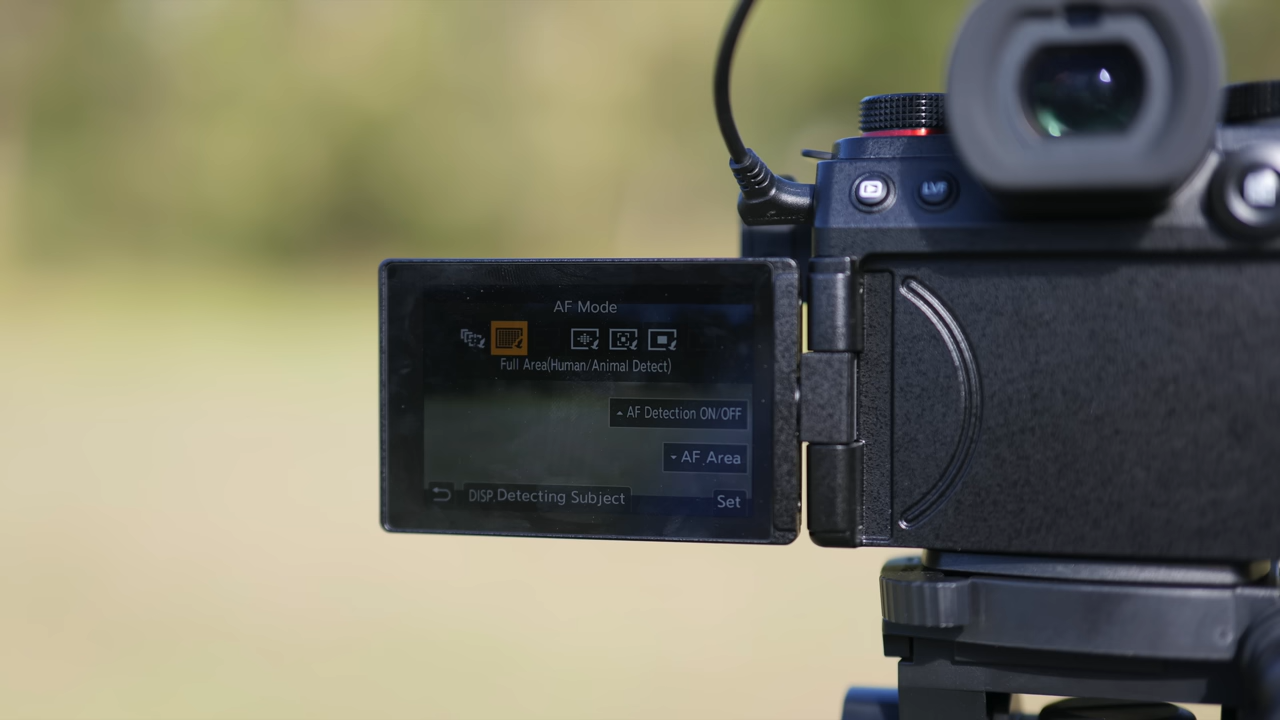 LVF
AF Mode
Full Area(Human/Animal Detect)
AF Detection ON/OFF
AF Area
DISP. Detecting Subject
Set